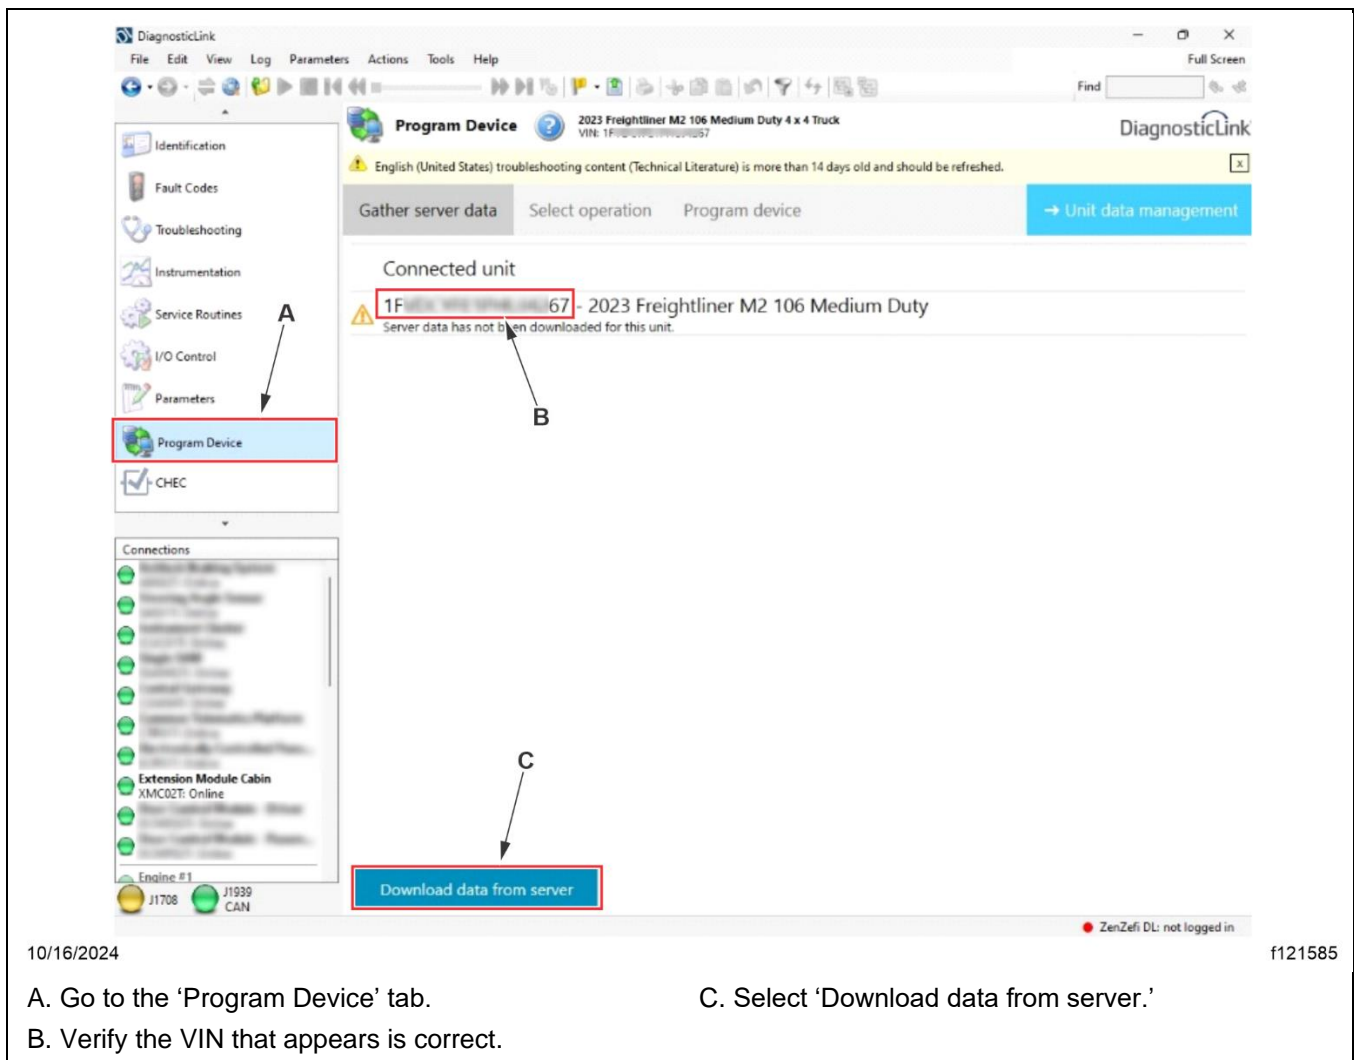 DiagnosticLink
File Edit View Log Parameters Actions Tools Help
Full Screen
Find
Identification
Fault Codes
Troubleshooting
Instrumentation
Service Routines
I/O Control
Parameters
Program Device
CHEC
A
Program Device
2023 Freightliner M2 106 Medium Duty 4 x 4 Truck
VIN: 1F 67
DiagnosticLink
English (United States) troubleshooting content (Technical Literature) is more than 14 days old and should be refreshed.
x
Gather server data Select operation Program device
→ Unit data management
Connected unit
1F 67 - 2023 Freightliner M2 106 Medium Duty
Server data has not been downloaded for this unit.
B
Connections
Extension Module Cabin
XMC02T: Online
Engine #1
J1708
J1939
CAN
C
Download data from server
ZenZefi DL: not logged in
10/16/2024
f121585
A. Go to the ‘Program Device’ tab.
B. Verify the VIN that appears is correct.
C. Select ‘Download data from server.’